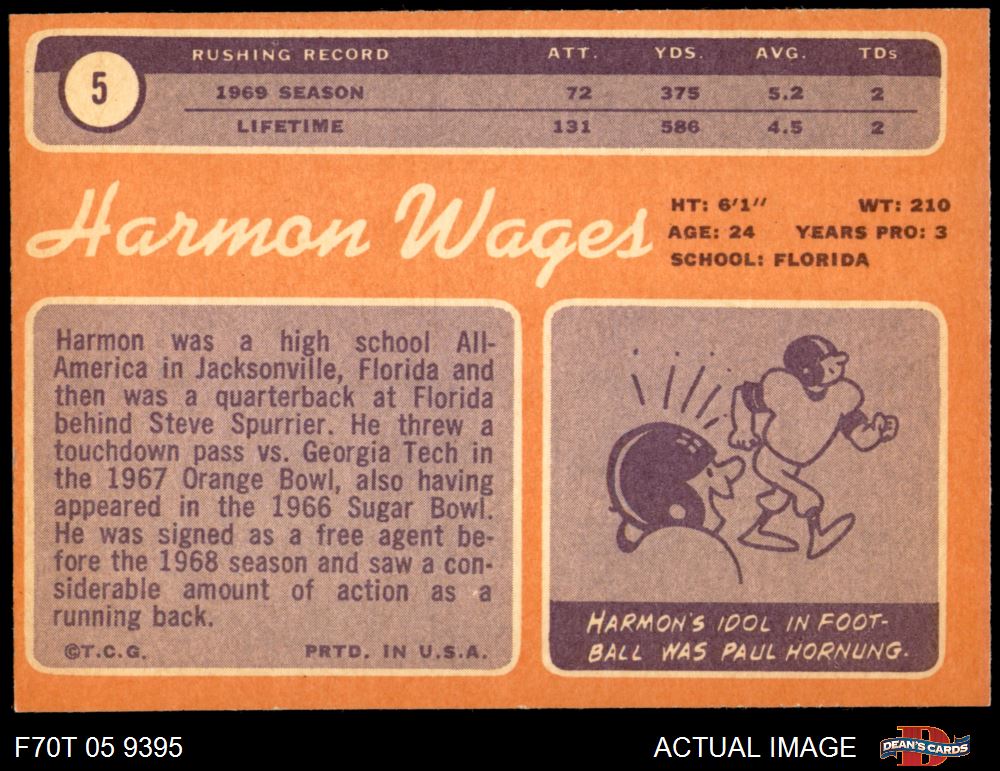 5
RUSHING RECORD ATT. YDS. AVG. TDs
1969 SEASON 72 375 5.2 2
LIFETIME 131 586 4.5 2
Harmon Wages
HT: 6'1" WT: 210
AGE: 24 YEARS PRO: 3
SCHOOL: FLORIDA
Harmon was a high school All-
America in Jacksonville, Florida and
then was a quarterback at Florida
behind Steve Spurrier. He threw a
touchdown pass vs. Georgia Tech in
the 1967 Orange Bowl, also having
appeared in the 1966 Sugar Bowl.
He was signed as a free agent be-
fore the 1968 season and saw a con-
siderable amount of action as a
running back.
©T.C.G. PRTD. IN U.S.A.
HARMON'S IDOL IN FOOT-
BALL WAS PAUL HORNUNG.
F70T 05 9395 ACTUAL IMAGE DEAN'S CARDS